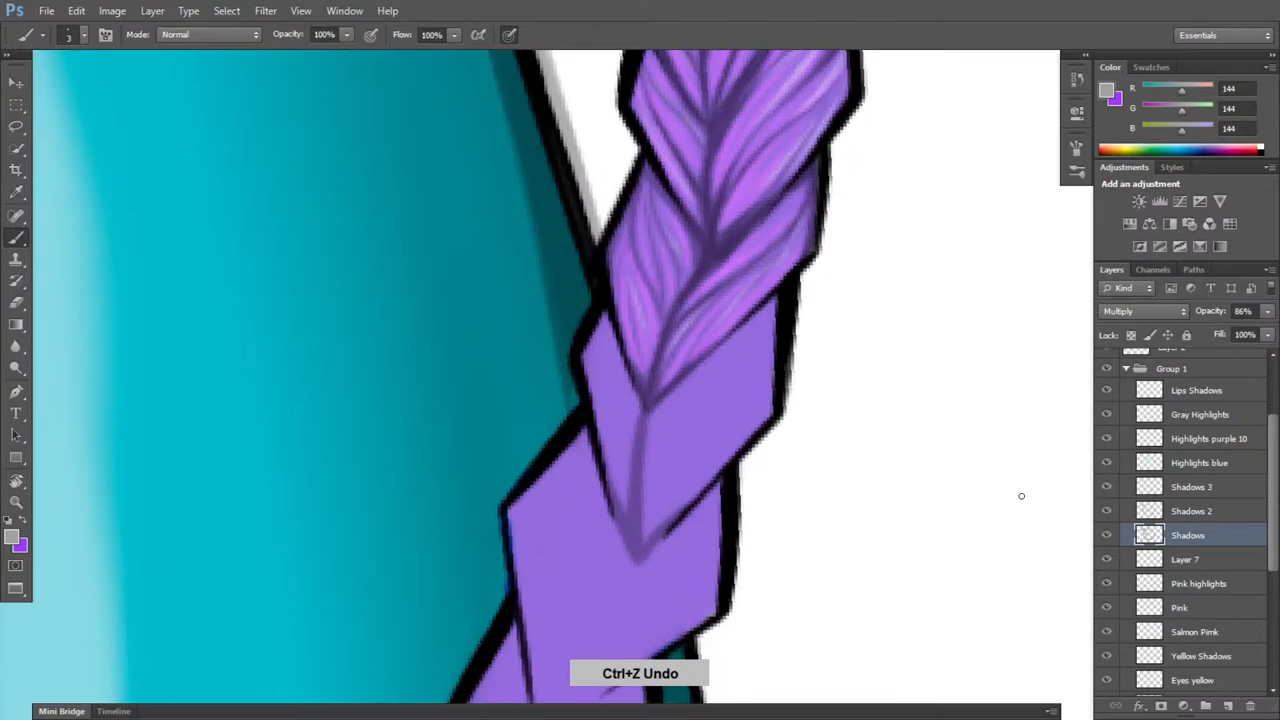 Ps File Edit Image Layer Type Select Filter 3D View Window Help
3 Mode: Normal Opacity: 100% Flow: 100% Essentials
Color Swatches
R 144
G 144
B 144
Adjustments Styles
Add an adjustment
Layers Channels Paths
Kind
Multiply Opacity: 86%
Lock: Fill: 100%
Group 1
Lips Shadows
Gray Highlights
Highlights purple 10
Highlights blue
Shadows 3
Shadows 2
Shadows
Layer 7
Pink highlights
Pink
Salmon Pimk
Yellow Shadows
Eyes yellow
Ctrl+Z Undo
Mini Bridge Timeline